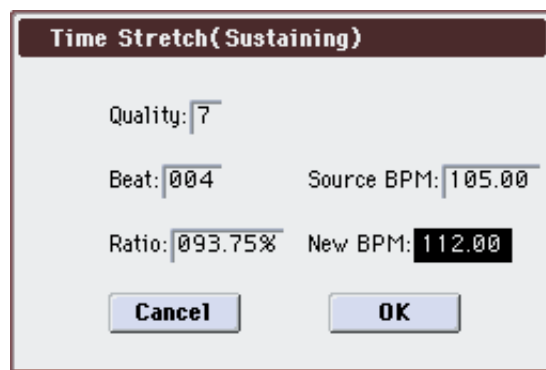 Time Stretch(Sustaining)
Quality: 7
Beat: 004 Source BPM: 105.00
Ratio: 093.75% New BPM: 112.00
Cancel OK